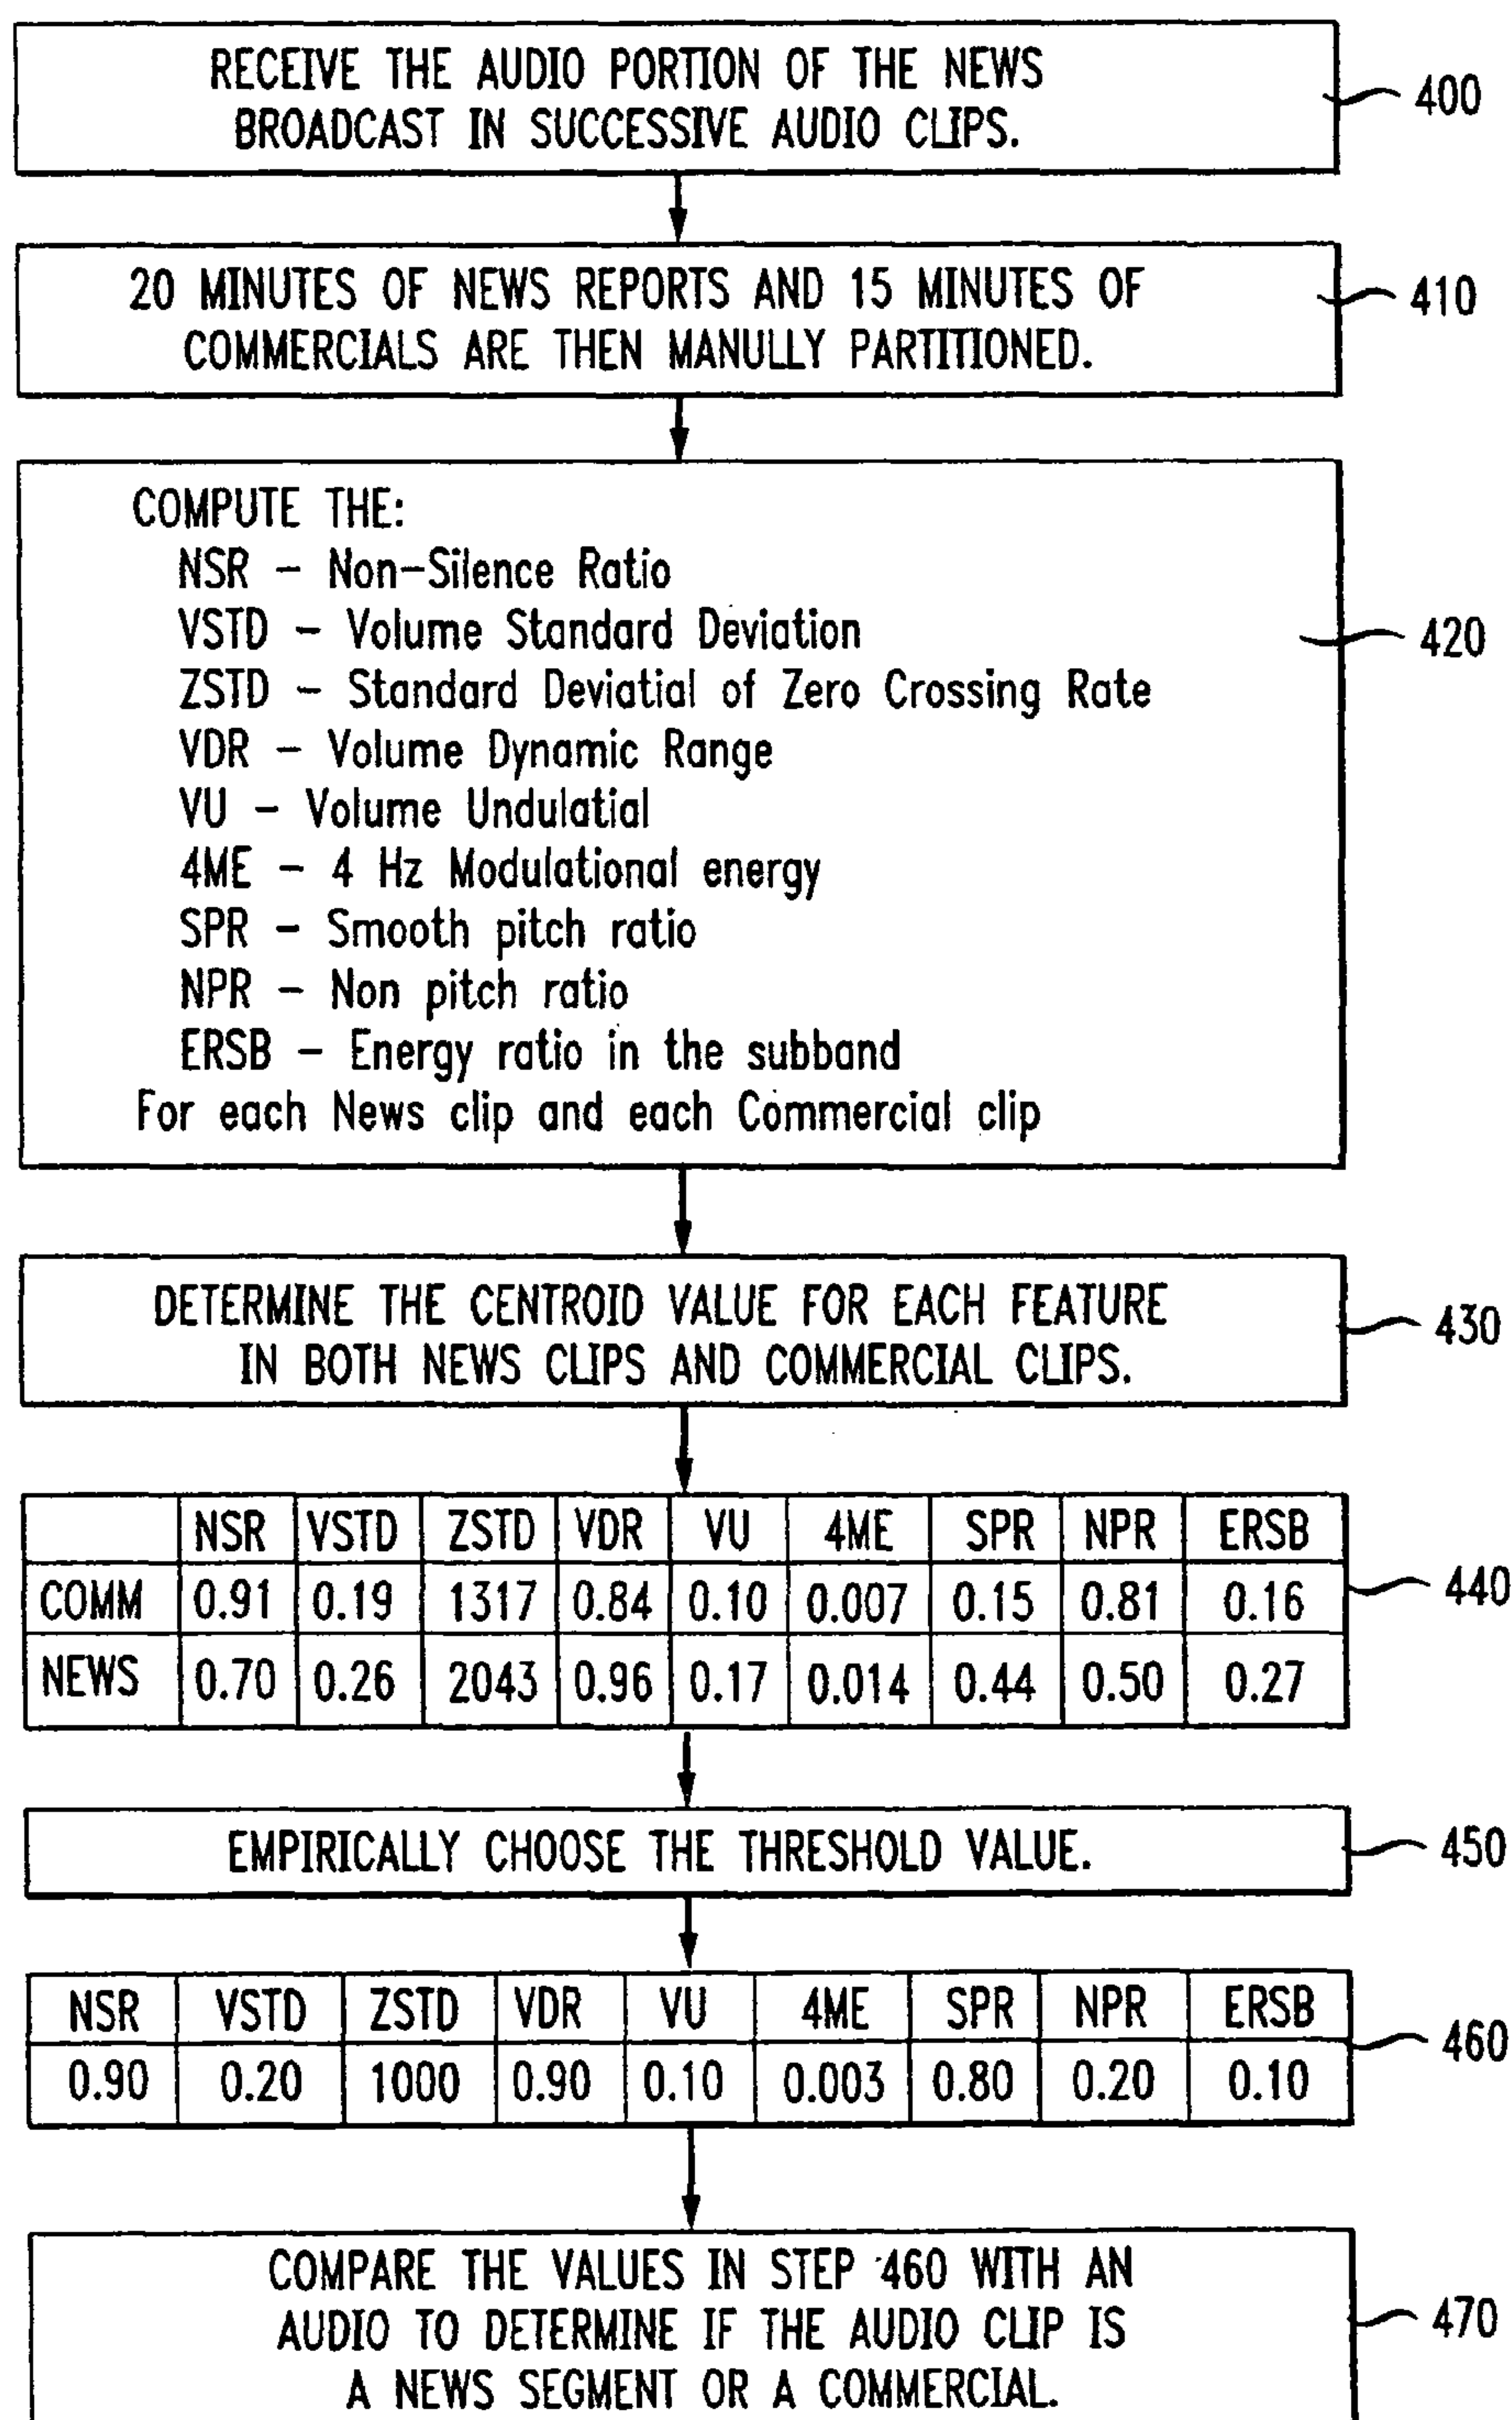 RECEIVE THE AUDIO PORTION OF THE NEWS
BROADCAST IN SUCCESSIVE AUDIO CLIPS.
400
20 MINUTES OF NEWS REPORTS AND 15 MINUTES OF
COMMERCIALS ARE THEN MANULLY PARTITIONED.
410
COMPUTE THE:
NSR – Non-Silence Ratio
VSTD – Volume Standard Deviation
ZSTD – Standard Deviatial of Zero Crossing Rate
VDR – Volume Dynamic Range
VU – Volume Undulatial
4ME – 4 Hz Modulational energy
SPR – Smooth pitch ratio
NPR – Non pitch ratio
ERSB – Energy ratio in the subband
For each News clip and each Commercial clip
420
DETERMINE THE CENTROID VALUE FOR EACH FEATURE
IN BOTH NEWS CLIPS AND COMMERCIAL CLIPS.
430
NSR VSTD ZSTD VDR VU 4ME SPR NPR ERSB
COMM 0.91 0.19 1317 0.84 0.10 0.007 0.15 0.81 0.16
NEWS 0.70 0.26 2043 0.96 0.17 0.014 0.44 0.50 0.27
440
EMPIRICALLY CHOOSE THE THRESHOLD VALUE.
450
NSR VSTD ZSTD VDR VU 4ME SPR NPR ERSB
0.90 0.20 1000 0.90 0.10 0.003 0.80 0.20 0.10
460
COMPARE THE VALUES IN STEP 460 WITH AN
AUDIO TO DETERMINE IF THE AUDIO CLIP IS
A NEWS SEGMENT OR A COMMERCIAL.
470